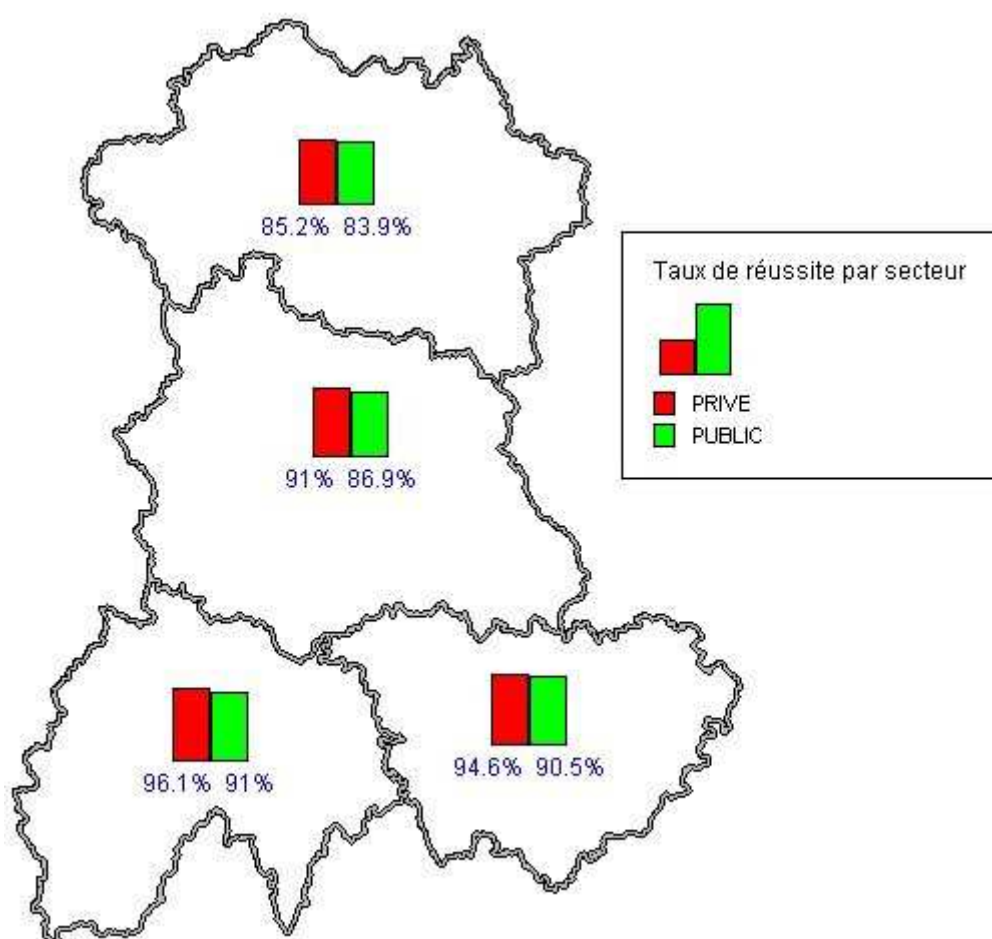 85.2% 83.9%
Taux de réussite par secteur
PRIVE
PUBLIC
91% 86.9%
96.1% 91%
94.6% 90.5%